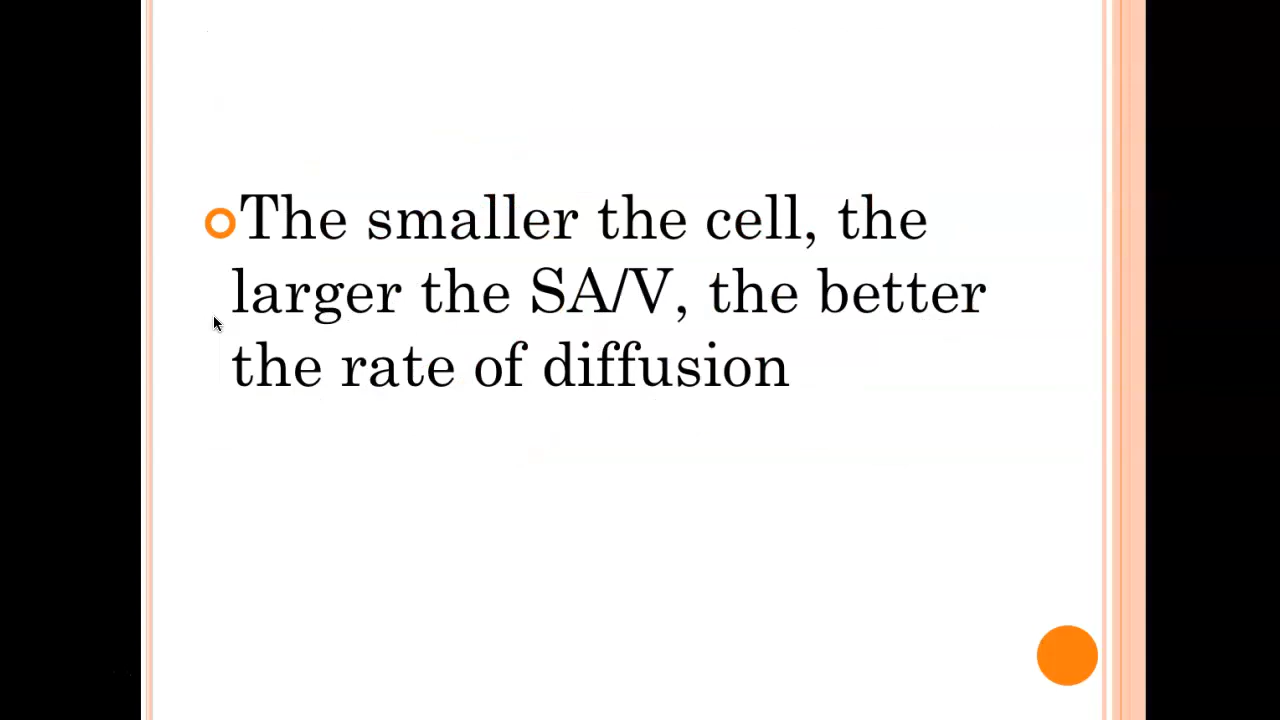 The smaller the cell, the
larger the SA/V, the better
the rate of diffusion